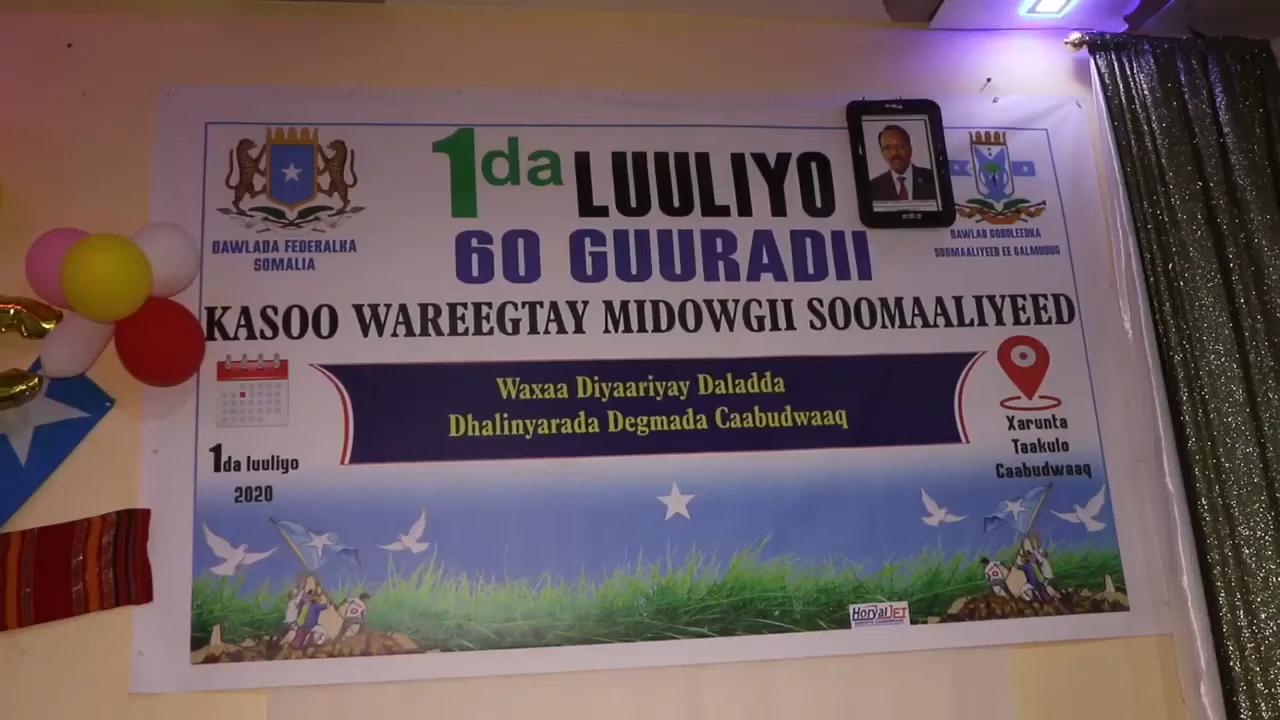 1da LUULIYO
60 GUURADII
KASOO WAREEGTAY MIDOWGII SOOMAALIYEED
DAWLADA FEDERALKA
SOMALIA
DAWLAD GOBOLEEDKA
SOOMAALIYEED EE GALMUDUG
Waxaa Diyaariyay Daladda
Dhalinyarada Degmada Caabudwaaq
1da luuliyo
2020
Xarunta
Taakulo
Caabudwaaq
HoryalJET